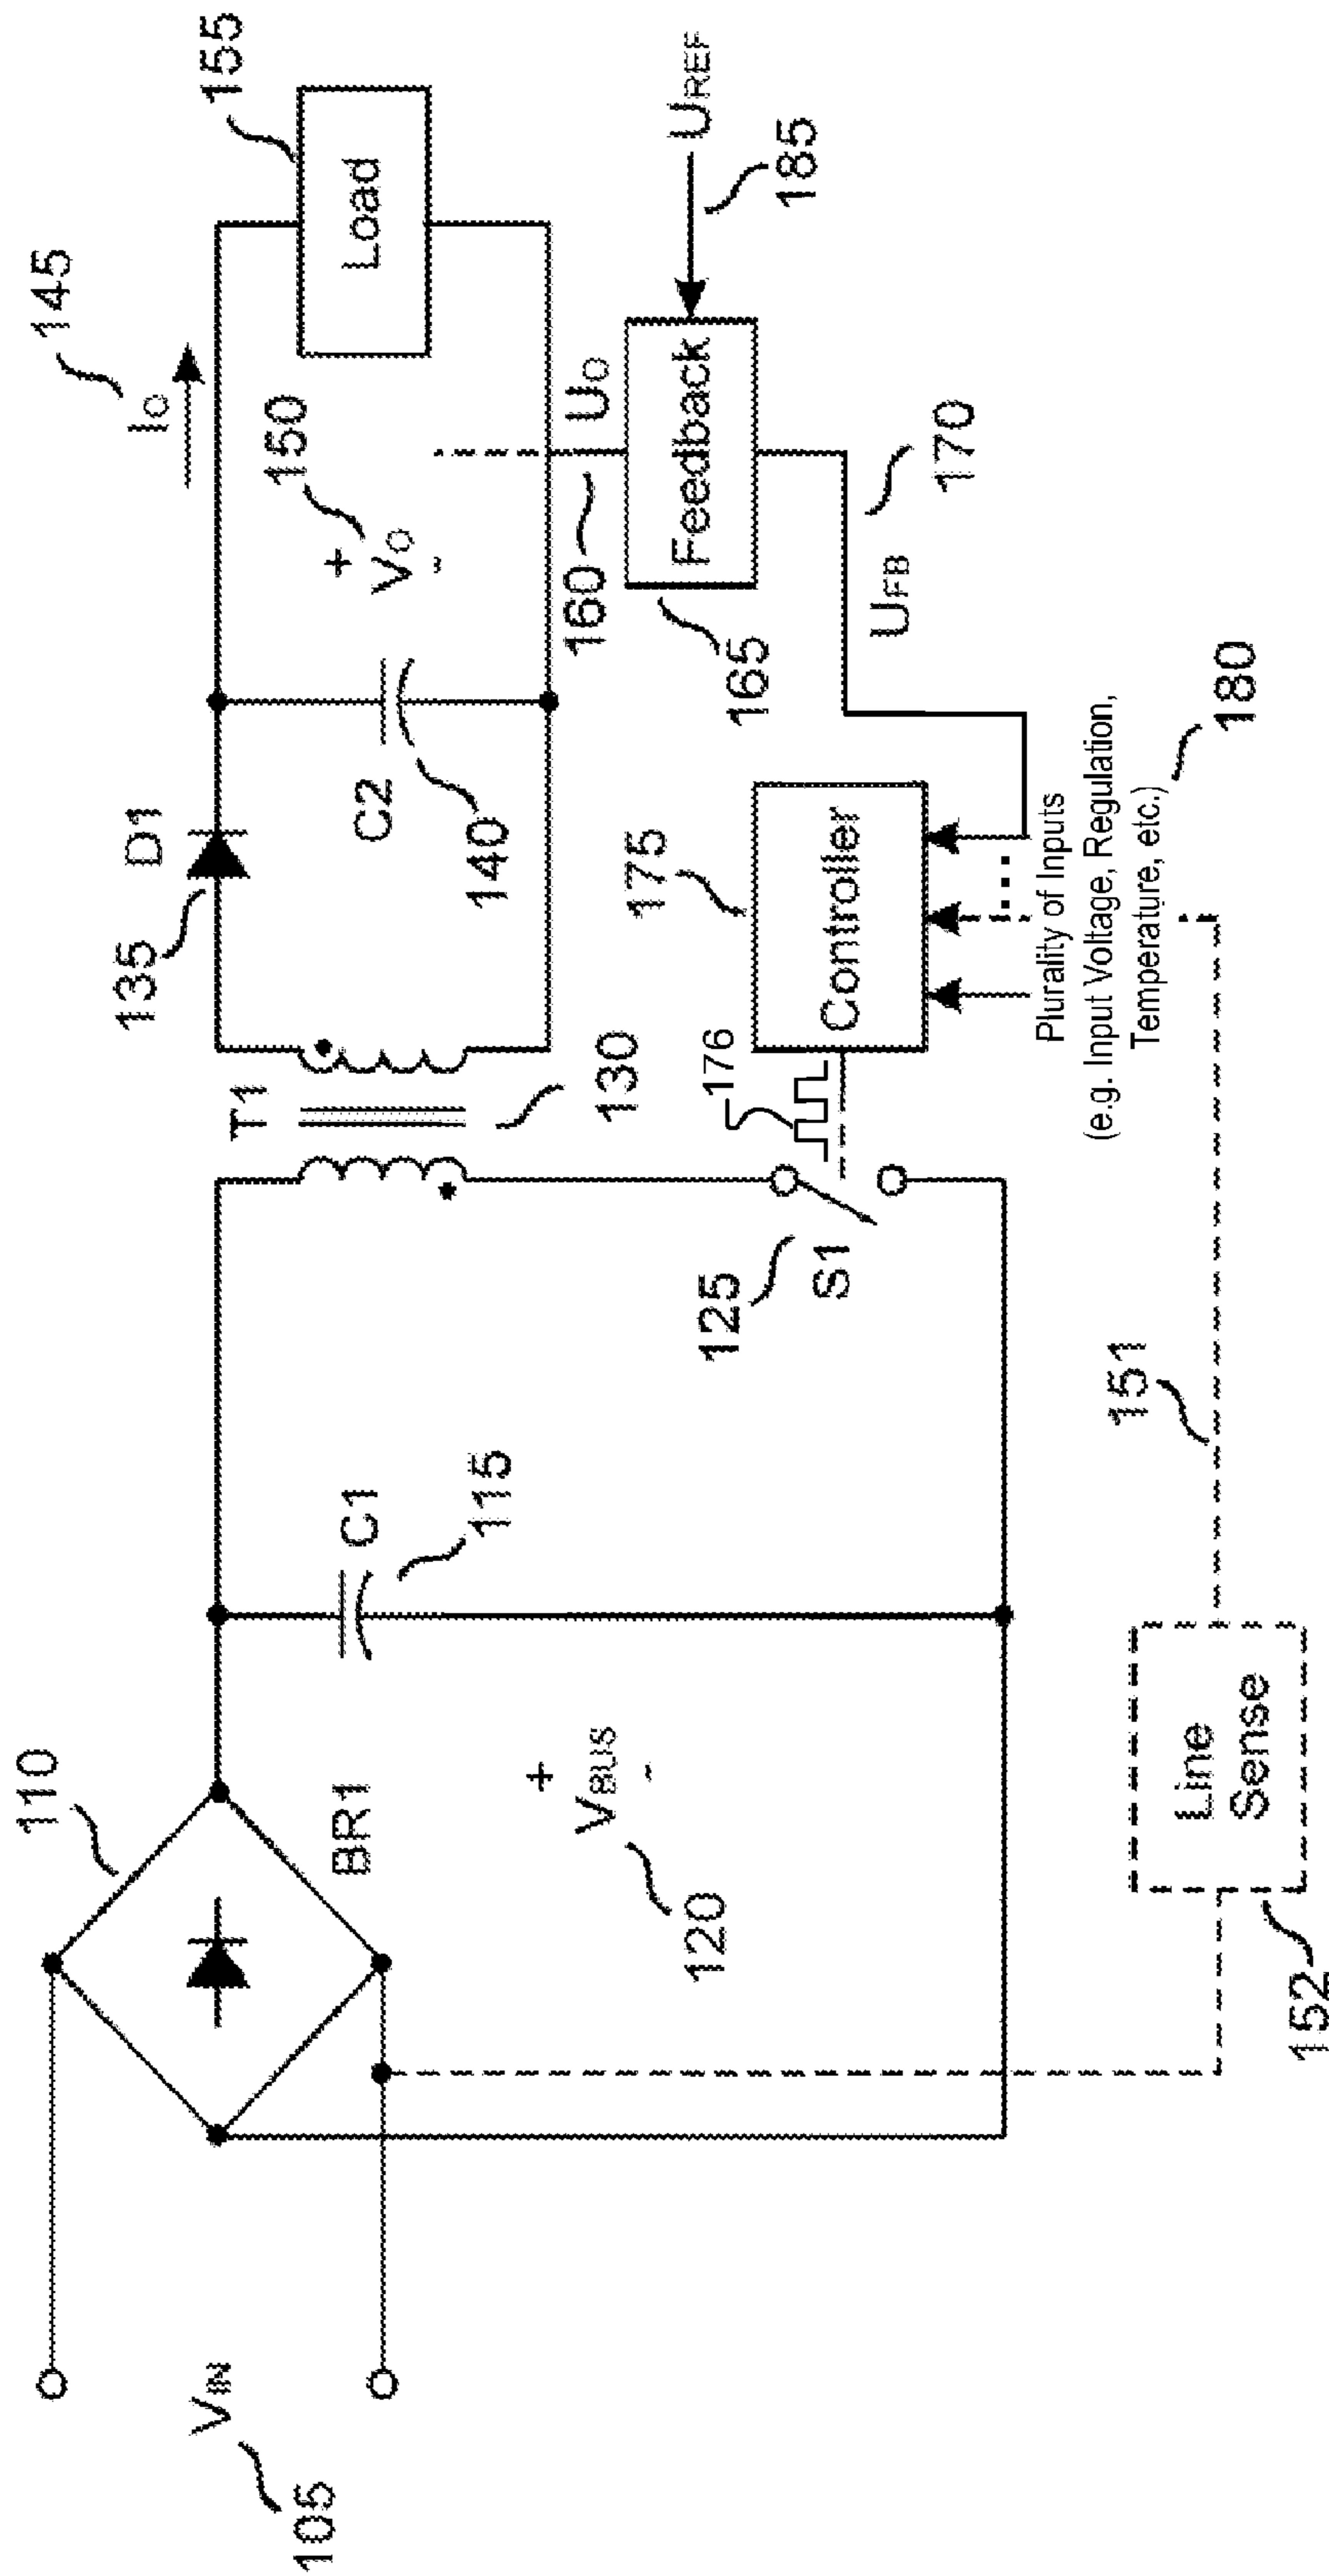 105
VIN
110
BR1
VBUS
120
C1
115
T1
130
D1
135
C2
140
+
VO
-
150
IO
145
Load
155
160
UO
Feedback
165
UREF
185
UFB
170
Controller
175
176
125
S1
Plurality of Inputs
(e.g. Input Voltage, Regulation,
Temperature, etc.)
180
151
Line
Sense
152
+
-